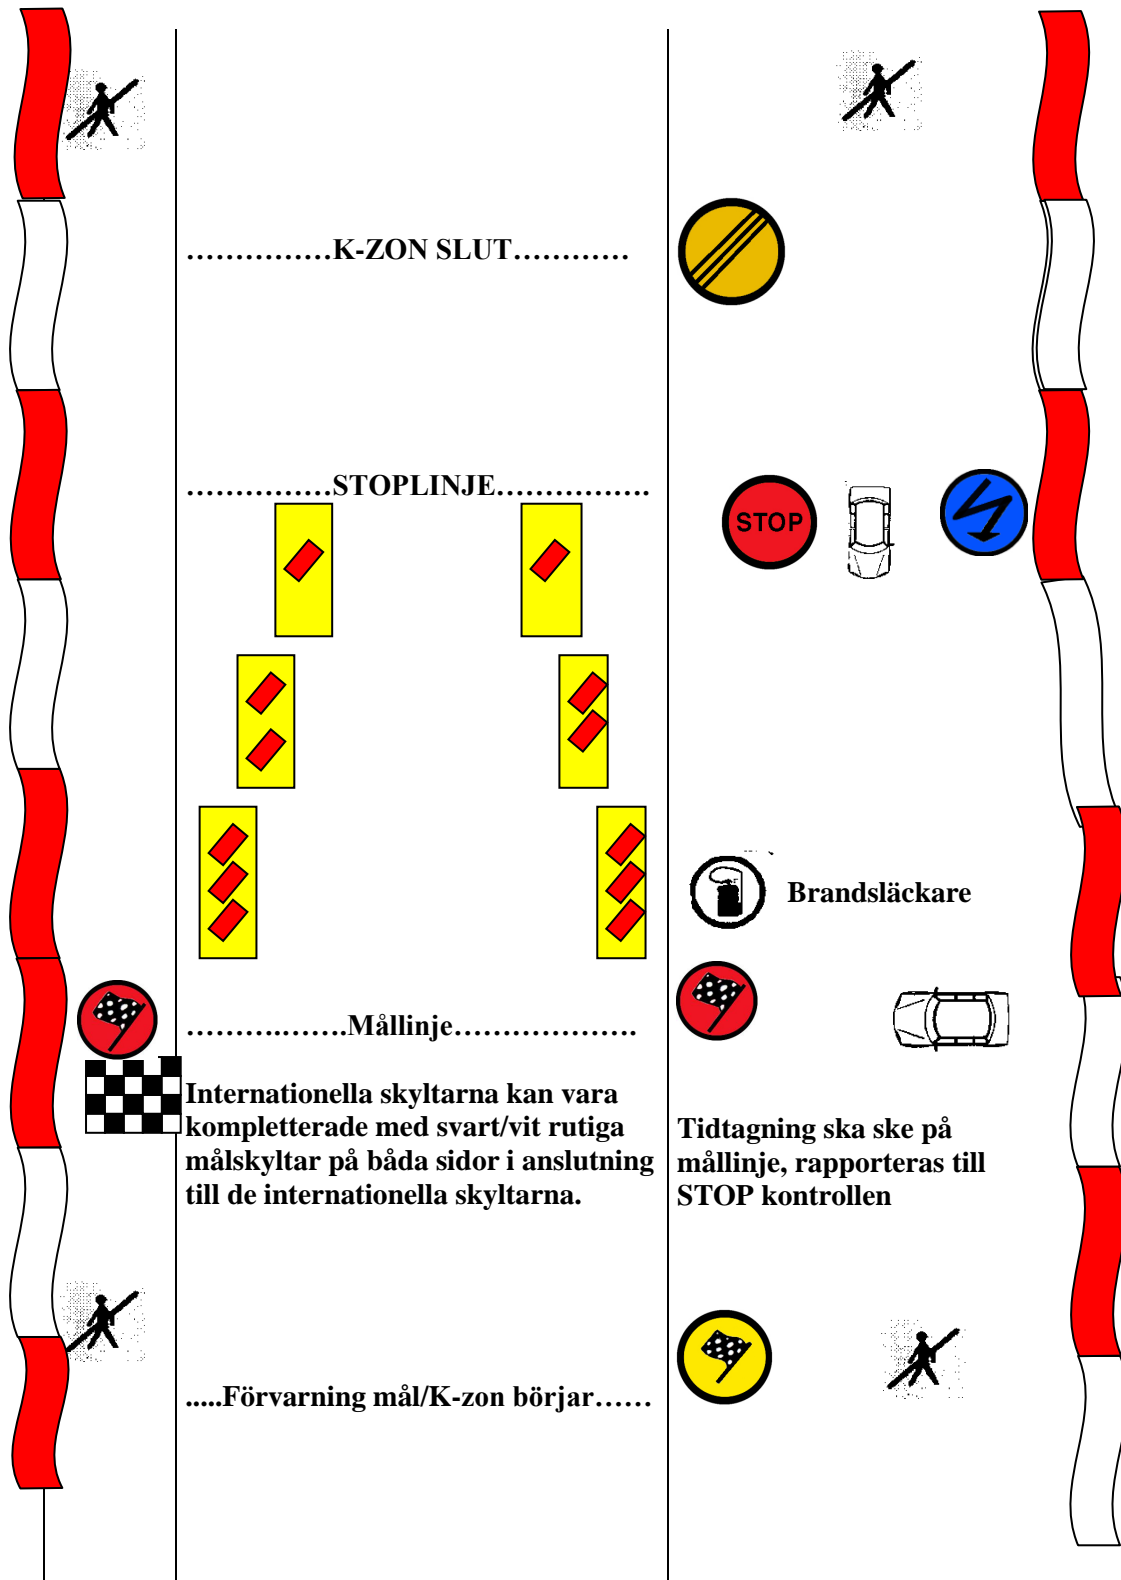 ……………K-ZON SLUT…………
……………STOPLINJE…………….
STOP
Brandsläckare
………..…….Mållinje……………….
Internationella skyltarna kan vara
kompletterade med svart/vit rutiga
målskyltar på båda sidor i anslutning
till de internationella skyltarna.
Tidtagning ska ske på
mållinje, rapporteras till
STOP kontrollen
.....Förvarning mål/K-zon börjar……